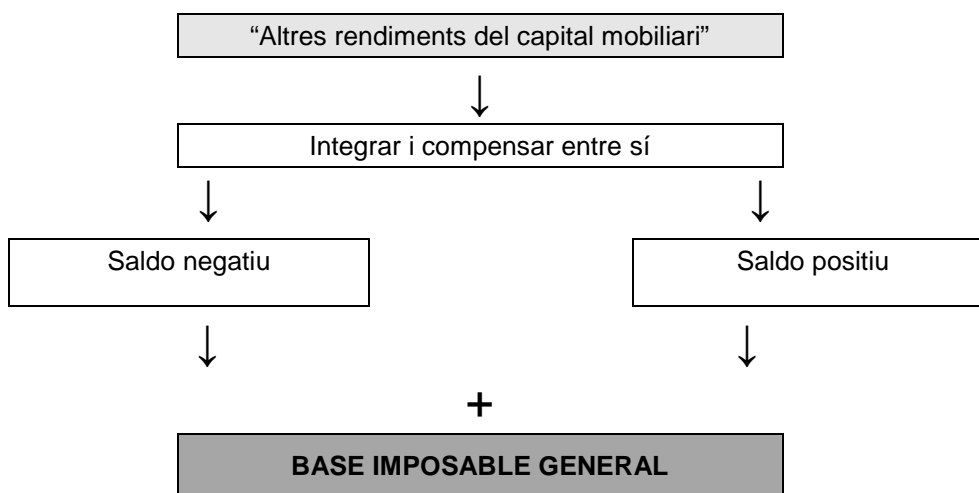 “Altres rendiments del capital mobiliari”
↓
Integrar i compensar entre sí
↓ ↓
Saldo negatiu
Saldo positiu
↓ ↓
+
BASE IMPOSABLE GENERAL